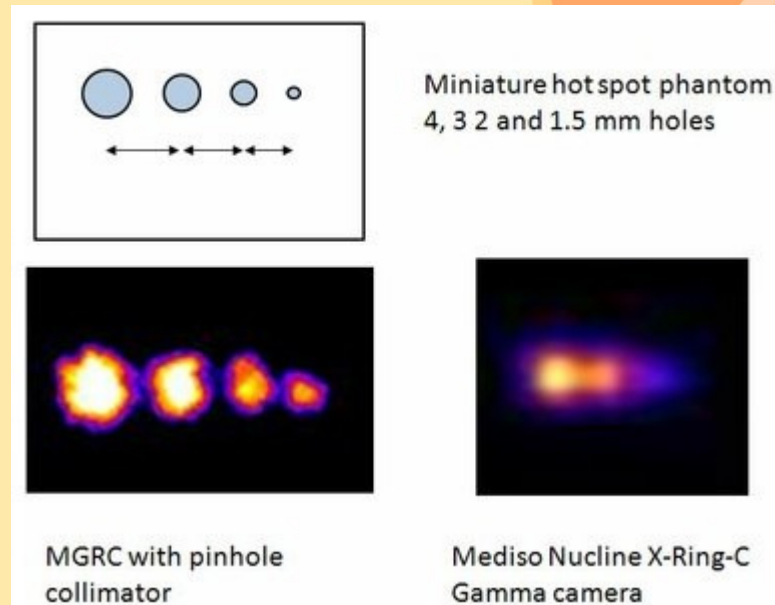 Miniature hot spot phantom
4, 3 2 and 1.5 mm holes
MGRC with pinhole
collimator
Mediso Nucline X-Ring-C
Gamma camera